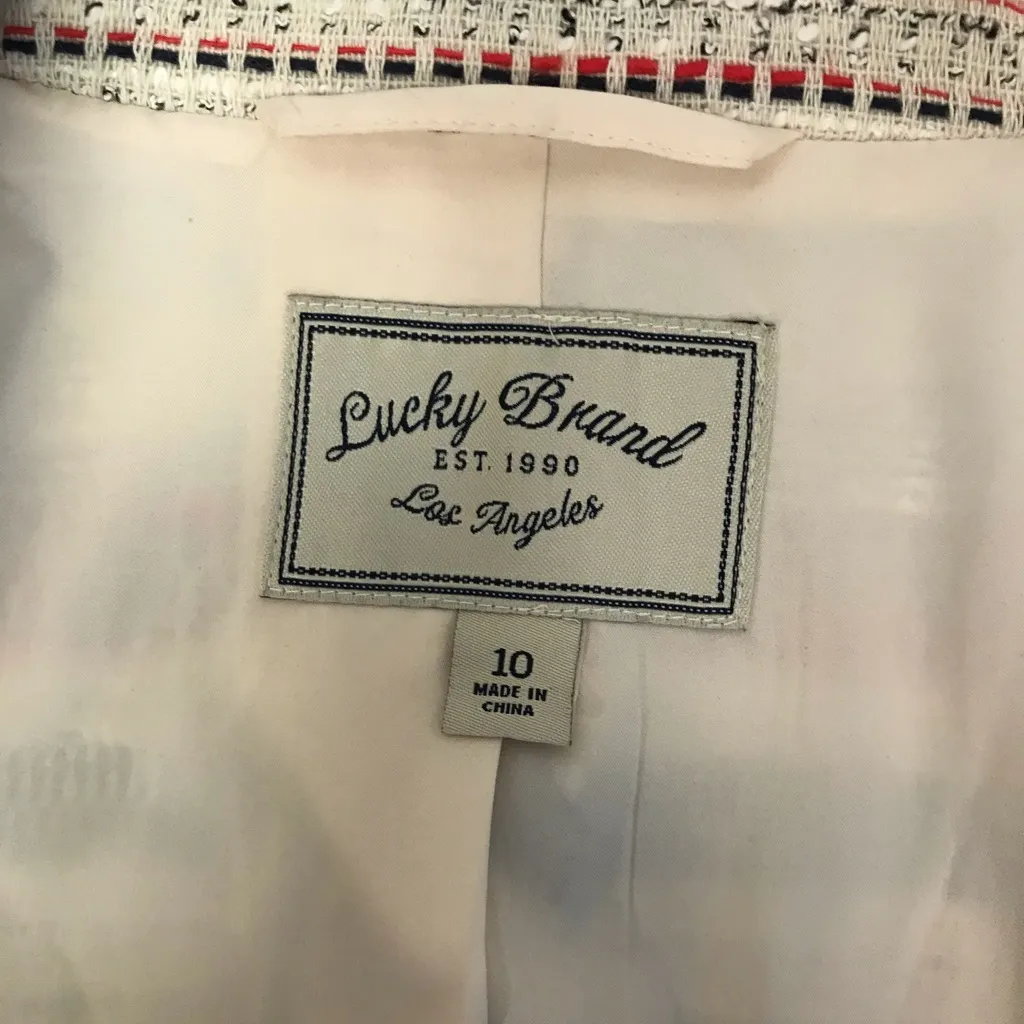 Lucky Brand
EST. 1990
Los Angeles
10
MADE IN
CHINA